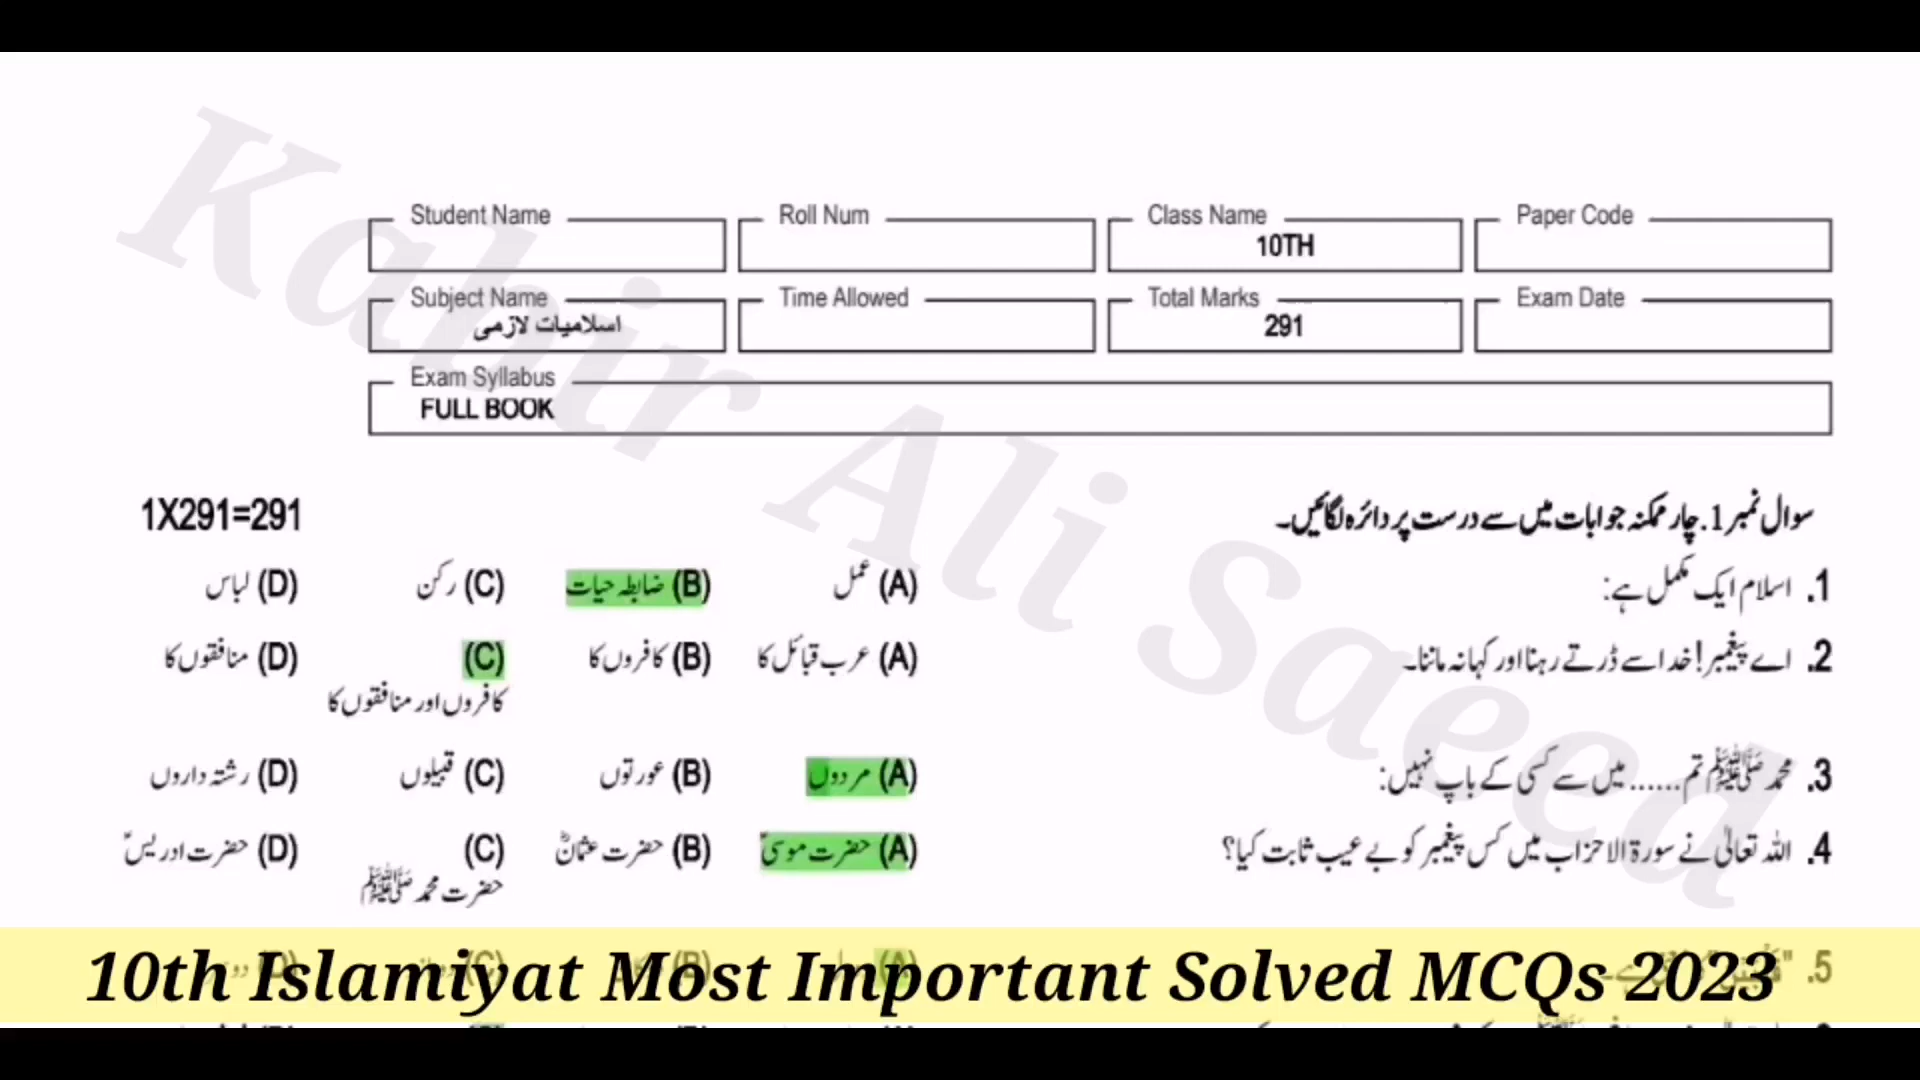 Kabir Ali Saeed
Student Name
Roll Num
Class Name
Paper Code
10TH
Subject Name
Time Allowed
Total Marks
Exam Date
اسلامیات لازمی
291
Exam Syllabus
FULL BOOK
سوال نمبر 1. چار ممکنہ جوابات میں سے درست پر دائرہ لگائیں۔ 1X291=291
1. اسلام ایک مکمل ہے: (A) عمل (B) ضابطہ حیات (C) رکن (D) لباس
2. اے پیغمبر! خدا سے ڈرتے رہنا اور کہا نہ ماننا۔ (A) عرب قبائل کا (B) کافروں کا (C) (D) منافقوں کا
کافروں اور منافقوں کا
3. محمد ﷺ تم ...... میں سے کسی کے باپ نہیں: (A) مردوں (B) عورتوں (C) قبیلوں (D) رشتہ داروں
4. اللہ تعالیٰ نے سورۃ الاحزاب میں کس پیغمبر کو بے عیب ثابت کیا؟ (A) حضرت موسیٰؑ (B) حضرت عثمانؓ (C) (D) حضرت ادریسؑ
حضرت محمد ﷺ
5. (A) (B) (C) (D)
10th Islamiyat Most Important Solved MCQs 2023